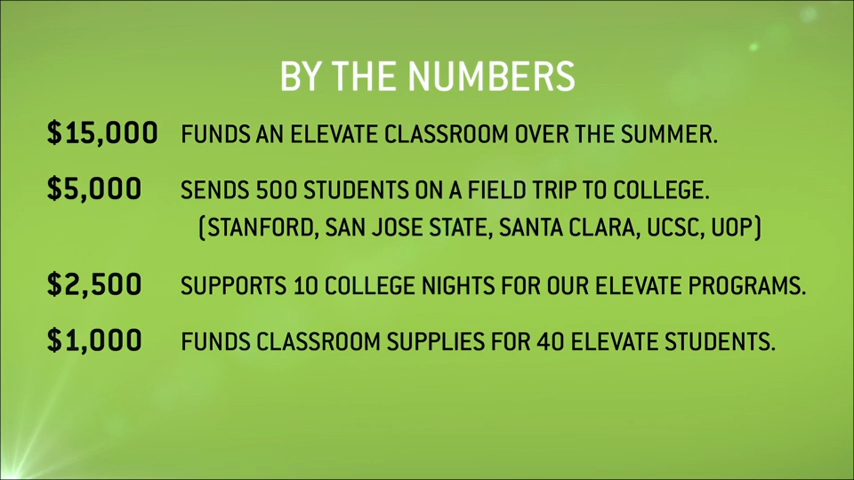 BY THE NUMBERS
$15,000 FUNDS AN ELEVATE CLASSROOM OVER THE SUMMER.
$5,000 SENDS 500 STUDENTS ON A FIELD TRIP TO COLLEGE.
(STANFORD, SAN JOSE STATE, SANTA CLARA, UCSC, UOP)
$2,500 SUPPORTS 10 COLLEGE NIGHTS FOR OUR ELEVATE PROGRAMS.
$1,000 FUNDS CLASSROOM SUPPLIES FOR 40 ELEVATE STUDENTS.